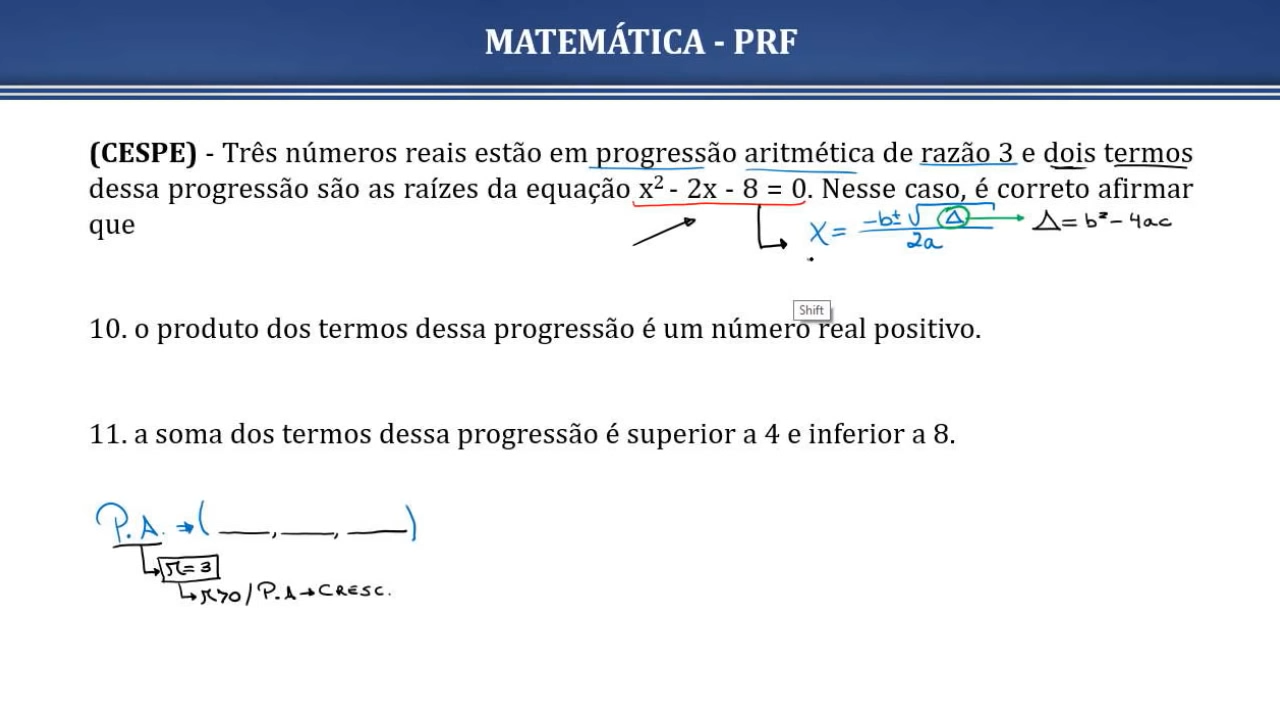 MATEMÁTICA - PRF
(CESPE) - Três números reais estão em progressão aritmética de razão 3 e dois termos
dessa progressão são as raízes da equação x² - 2x - 8 = 0. Nesse caso, é correto afirmar
que
X = -b ± √Δ / 2a → Δ = b² - 4ac
Shift
10. o produto dos termos dessa progressão é um número real positivo.
11. a soma dos termos dessa progressão é superior a 4 e inferior a 8.
P.A. → ( ___, ___, ___ )
r = 3
r > 0 / P.A → CRESC.